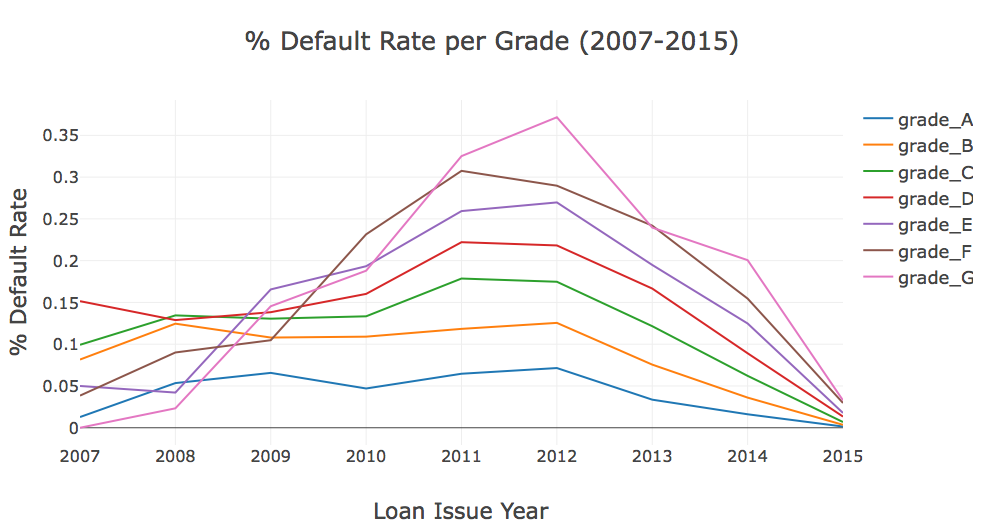 % Default Rate per Grade (2007-2015)
% Default Rate
0.35
0.3
0.25
0.2
0.15
0.1
0.05
0
2007 2008 2009 2010 2011 2012 2013 2014 2015
Loan Issue Year
grade_A
grade_B
grade_C
grade_D
grade_E
grade_F
grade_G